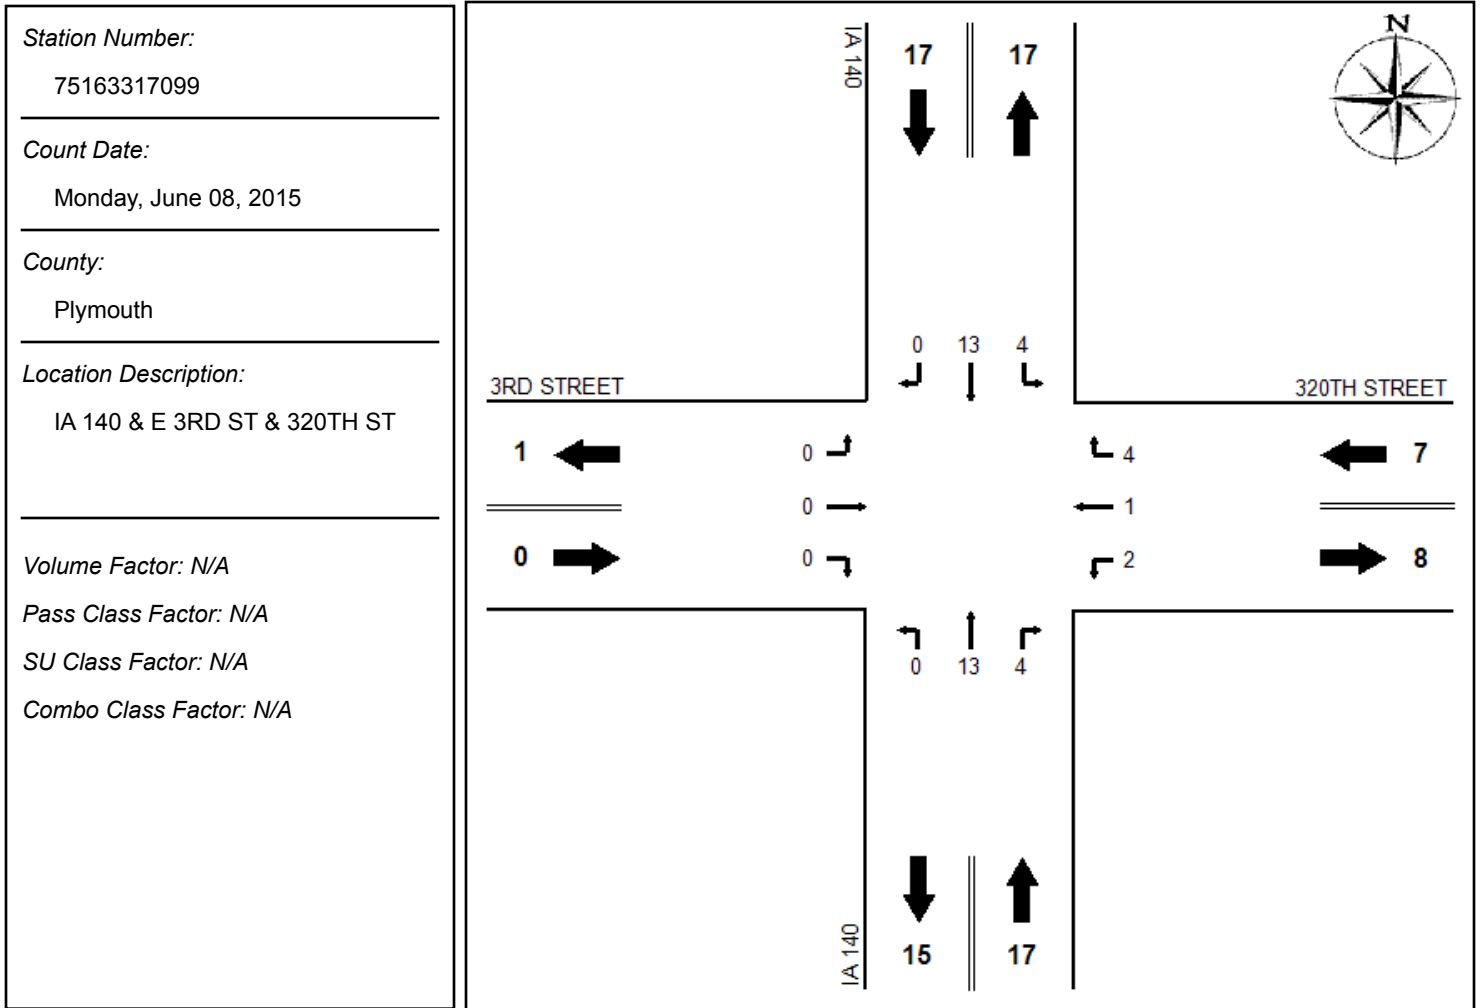 Station Number:
75163317099
Count Date:
Monday, June 08, 2015
County:
Plymouth
Location Description:
IA 140 & E 3RD ST & 320TH ST
Volume Factor: N/A
Pass Class Factor: N/A
SU Class Factor: N/A
Combo Class Factor: N/A
N
IA 140
17 17
0 13 4
3RD STREET
320TH STREET
1 0 4 7
0 1
0 0 2 8
0 13 4
IA 140
15 17